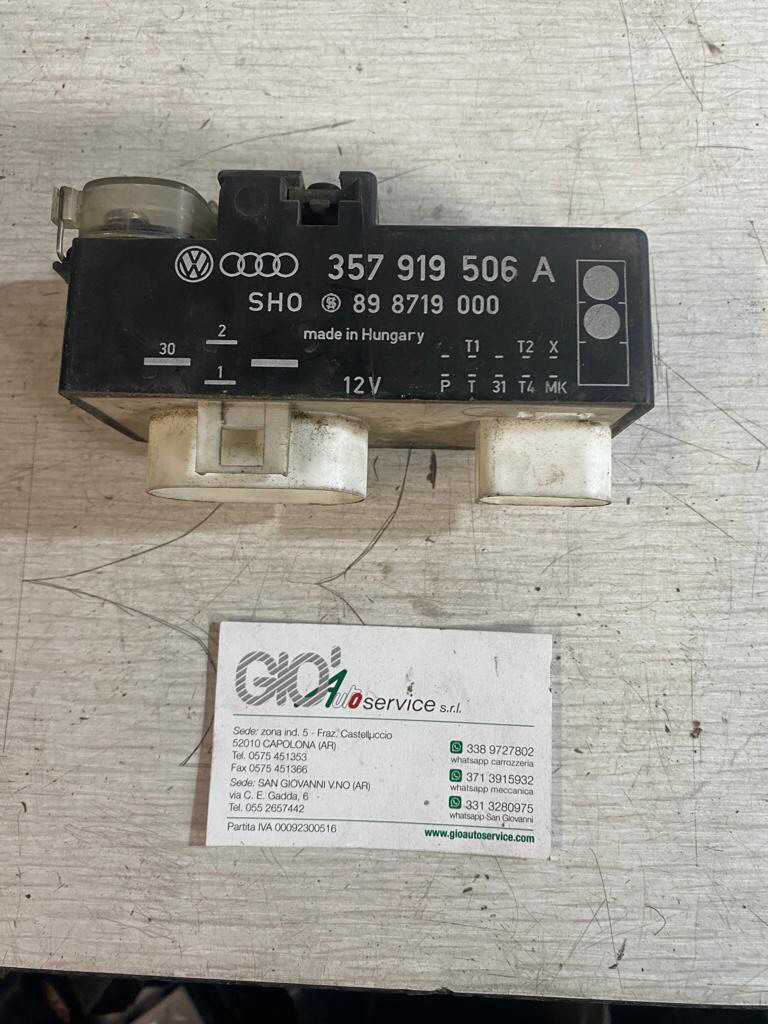 357 919 506 A
SHO 89 8719 000
made in Hungary
30
2
1
12V
T1 T2 X
P T 31 T4 MK
GIO' Auto service s.r.l.
Sede: zona ind. 5 - Fraz. Castelluccio
52010 CAPOLONA (AR)
Tel. 0575 451353
Fax 0575 451366
Sede: SAN GIOVANNI V.NO (AR)
via C. E. Gadda, 6
Tel. 055 2657442
Partita IVA 00092300516
338 9727802
whatsapp carrozzeria
371 3915932
whatsapp meccanica
331 3280975
whatsapp San Giovanni
www.gioautoservice.com